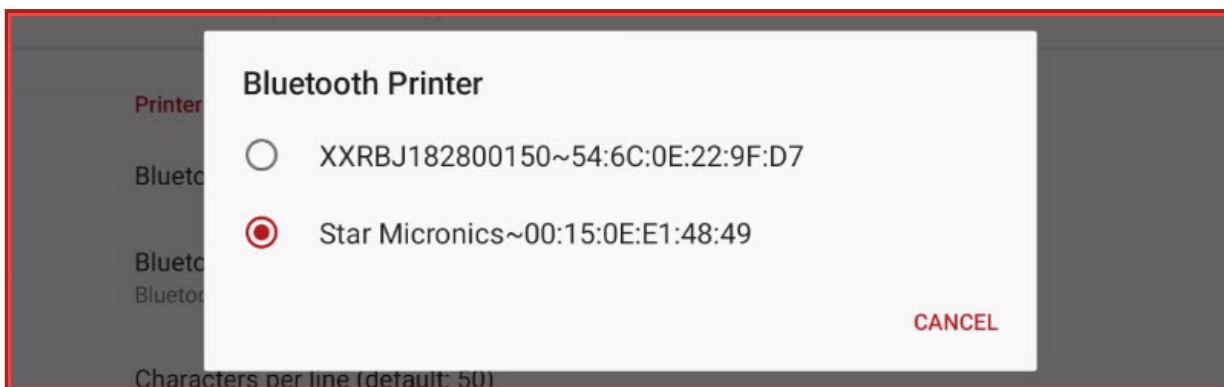 Bluetooth Printer
Printer
XXRBJ182800150~54:6C:0E:22:9F:D7
Star Micronics~00:15:0E:E1:48:49
CANCEL
Characters per line (default: 50)